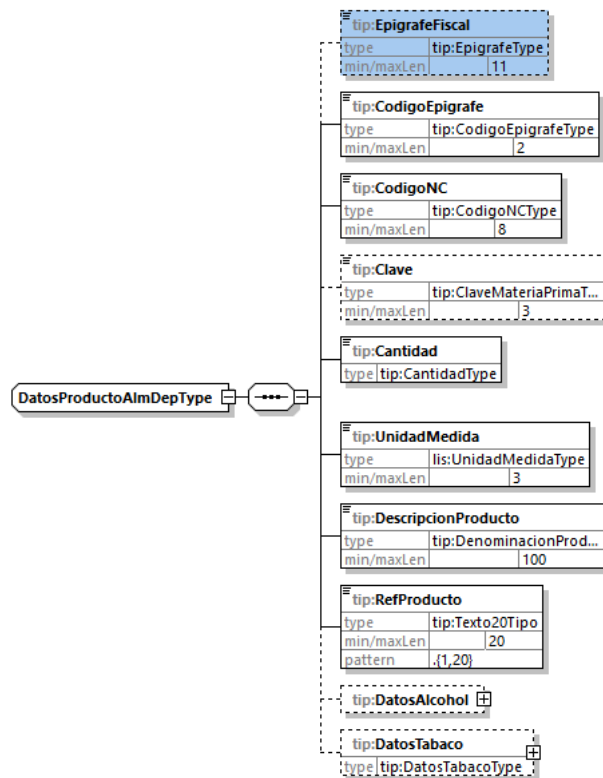 tip:EpigrafeFiscal
type tip:EpigrafeType
min/maxLen 11
tip:CodigoEpigrafe
type tip:CodigoEpigrafeType
min/maxLen 2
tip:CodigoNC
type tip:CodigoNCType
min/maxLen 8
tip:Clave
type tip:ClaveMateriaPrimaT...
min/maxLen 3
tip:Cantidad
type tip:CantidadType
DatosProductoAlmDepType
tip:UnidadMedida
type lis:UnidadMedidaType
min/maxLen 3
tip:DescripcionProducto
type tip:DenominacionProd...
min/maxLen 100
tip:RefProducto
type tip:Texto20Tipo
min/maxLen 20
pattern .{1,20}
tip:DatosAlcohol
tip:DatosTabaco
type tip:DatosTabacoType